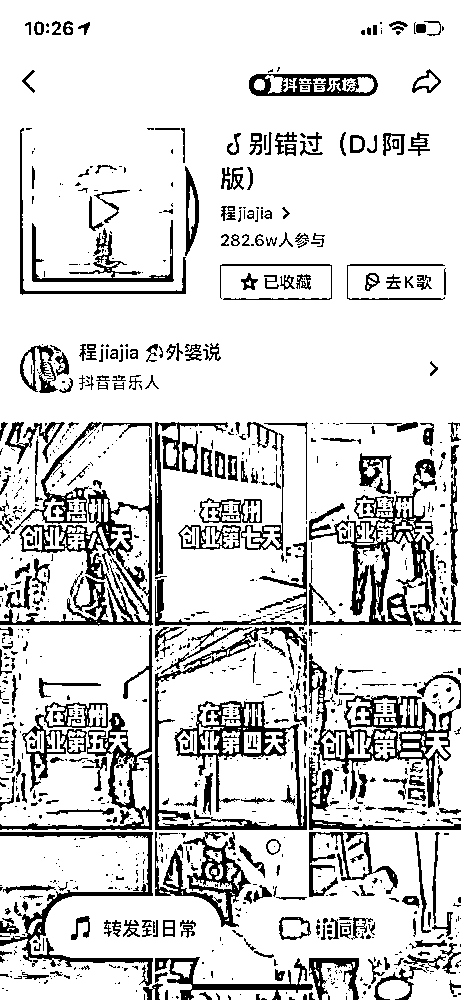 10:26
抖音音乐榜
别错过（DJ阿卓
版）
程jiajia
282.6w人参与
已收藏
去K歌
程jiajia 外婆说
抖音音乐人
在惠州
创业第八天
在惠州
创业第七天
在惠州
创业第六天
在惠州
创业第五天
在惠州
创业第四天
在惠州
创业第三天
转发到日常
拍同款